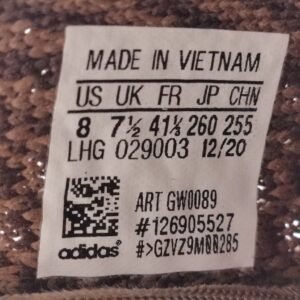 MADE IN VIETNAM
US UK FR JP CHN
8 7½ 41⅓ 260 255
LHG 029003 12/20
ART GW0089
#126905527
adidas #>GZVZ9M00285